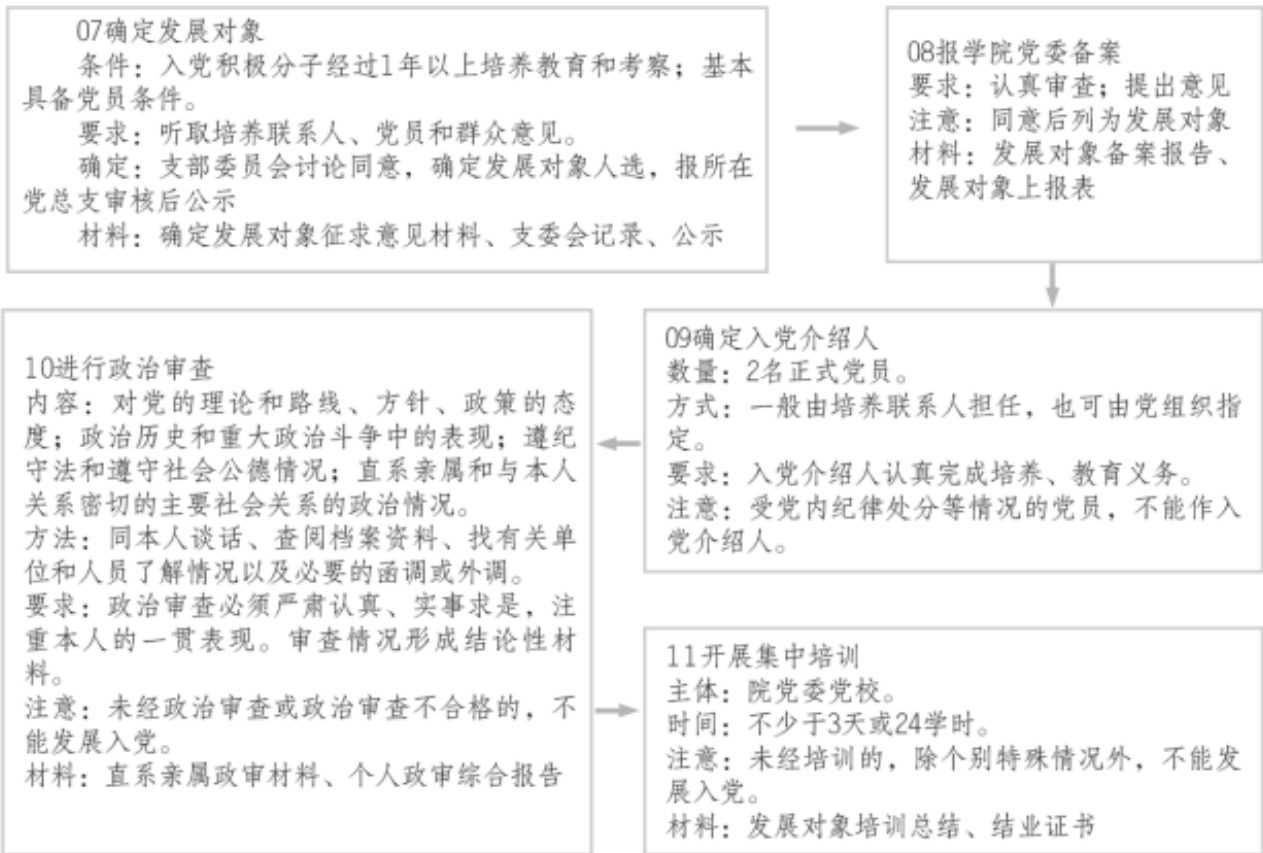 07确定发展对象
条件：入党积极分子经过1年以上培养教育和考察；基本
具备党员条件。
要求：听取培养联系人、党员和群众意见。
确定：支部委员会讨论同意，确定发展对象人选，报所在
党总支审核后公示
材料：确定发展对象征求意见材料、支委会记录、公示
08报学院党委备案
要求：认真审查；提出意见
注意：同意后列为发展对象
材料：发展对象备案报告、
发展对象上报表
09确定入党介绍人
数量：2名正式党员。
方式：一般由培养联系人担任，也可由党组织指
定。
要求：入党介绍人认真完成培养、教育义务。
注意：受党内纪律处分等情况的党员，不能作入
党介绍人。
10进行政治审查
内容：对党的理论和路线、方针、政策的态
度；政治历史和重大政治斗争中的表现；遵纪
守法和遵守社会公德情况；直系亲属和与本人
关系密切的主要社会关系的政治情况。
方法：同本人谈话、查阅档案资料、找有关单
位和人员了解情况以及必要的函调或外调。
要求：政治审查必须严肃认真、实事求是，注
重本人的一贯表现。审查情况形成结论性材
料。
注意：未经政治审查或政治审查不合格的，不
能发展入党。
材料：直系亲属政审材料、个人政审综合报告
11开展集中培训
主体：院党委党校。
时间：不少于3天或24学时。
注意：未经培训的，除个别特殊情况外，不能发
展入党。
材料：发展对象培训总结、结业证书